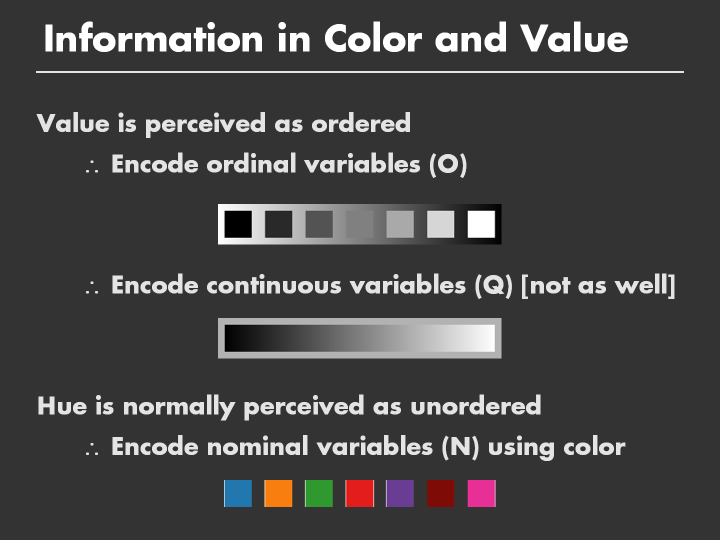 Information in Color and Value
Value is perceived as ordered
∴ Encode ordinal variables (O)
∴ Encode continuous variables (Q) [not as well]
Hue is normally perceived as unordered
∴ Encode nominal variables (N) using color